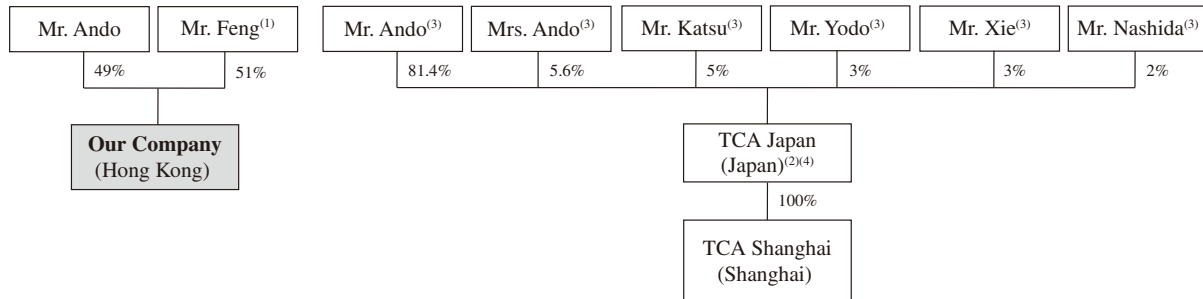 Mr. Ando
Mr. Feng(1)
Mr. Ando(3)
Mrs. Ando(3)
Mr. Katsu(3)
Mr. Yodo(3)
Mr. Xie(3)
Mr. Nashida(3)
49%
51%
81.4%
5.6%
5%
3%
3%
2%
Our Company
(Hong Kong)
TCA Japan
(Japan)(2)(4)
100%
TCA Shanghai
(Shanghai)